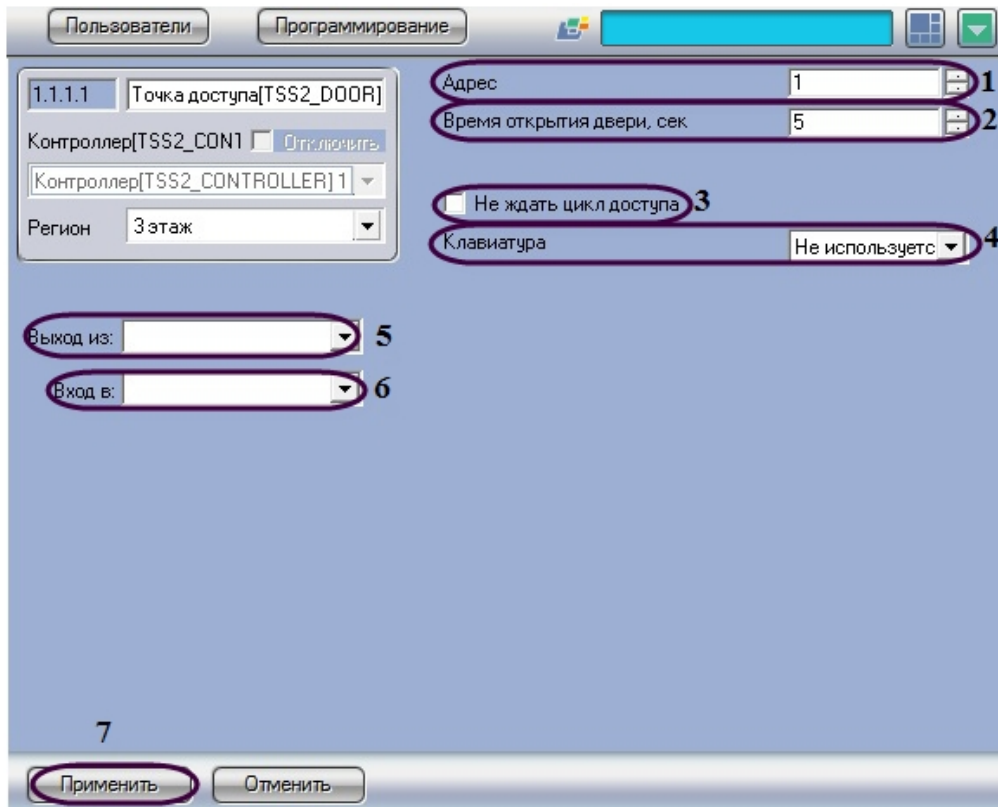 Пользователи Программирование
1.1.1.1 Точка доступа[TSS2_DOOR]
Контроллер[TSS2_CONT Отключить
Контроллер[TSS2_CONTROLLER] 1
Регион 3 этаж
Адрес 1 1
Время открытия двери, сек 5 2
Не ждать цикл доступа 3
Клавиатура Не используетс 4
Выход из: 5
Вход в: 6
7
Применить Отменить